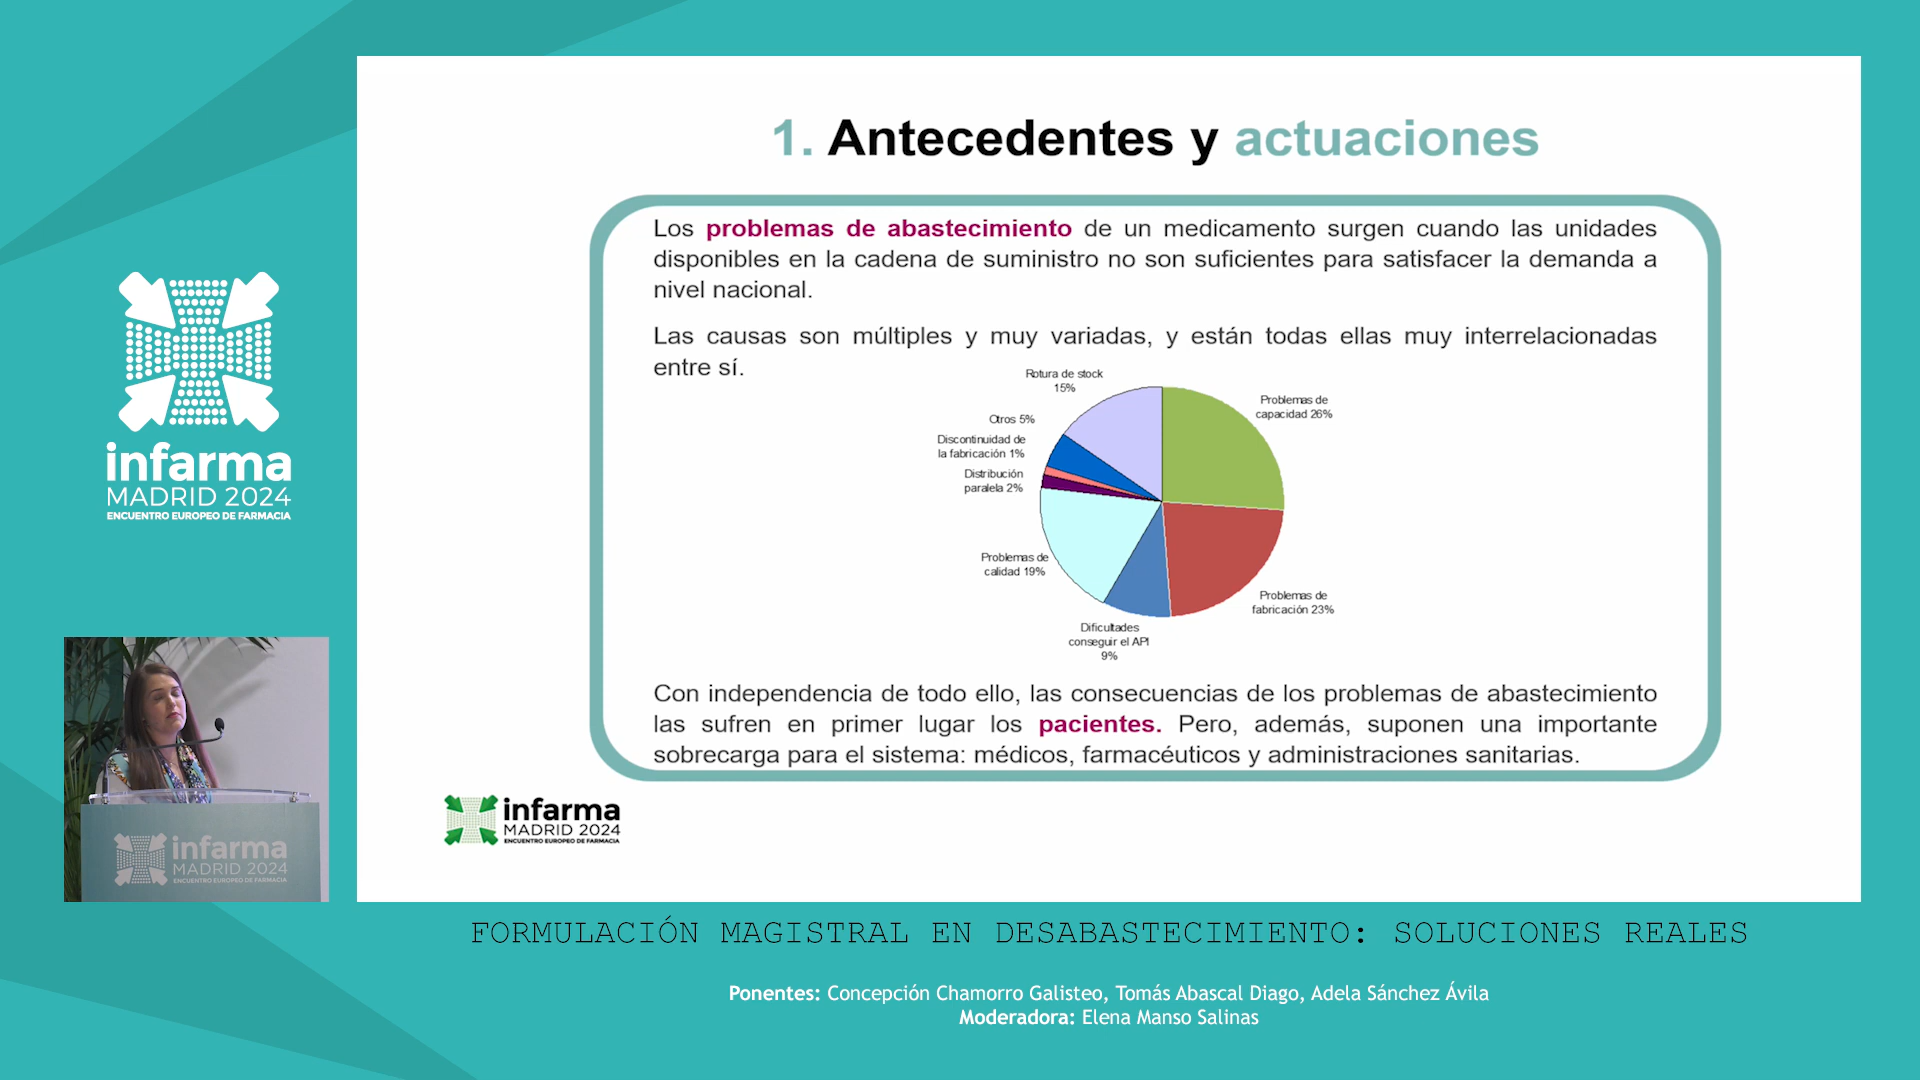 1. Antecedentes y actuaciones
Los problemas de abastecimiento de un medicamento surgen cuando las unidades
disponibles en la cadena de suministro no son suficientes para satisfacer la demanda a
nivel nacional.
Las causas son múltiples y muy variadas, y están todas ellas muy interrelacionadas
entre sí.
Rotura de stock
15%
Problemas de
capacidad 26%
Otros 5%
Discontinuidad de
la fabricación 1%
Distribución
paralela 2%
Problemas de
calidad 19%
Problemas de
fabricación 23%
Dificultades
conseguir el API
9%
Con independencia de todo ello, las consecuencias de los problemas de abastecimiento
las sufren en primer lugar los pacientes. Pero, además, suponen una importante
sobrecarga para el sistema: médicos, farmacéuticos y administraciones sanitarias.
infarma
MADRID 2024
ENCUENTRO EUROPEO DE FARMACIA
infarma
MADRID 2024
ENCUENTRO EUROPEO DE FARMACIA
infarma
MADRID 2024
ENCUENTRO EUROPEO DE FARMACIA
FORMULACIÓN MAGISTRAL EN DESABASTECIMIENTO: SOLUCIONES REALES
Ponentes: Concepción Chamorro Galisteo, Tomás Abascal Diago, Adela Sánchez Ávila
Moderadora: Elena Manso Salinas